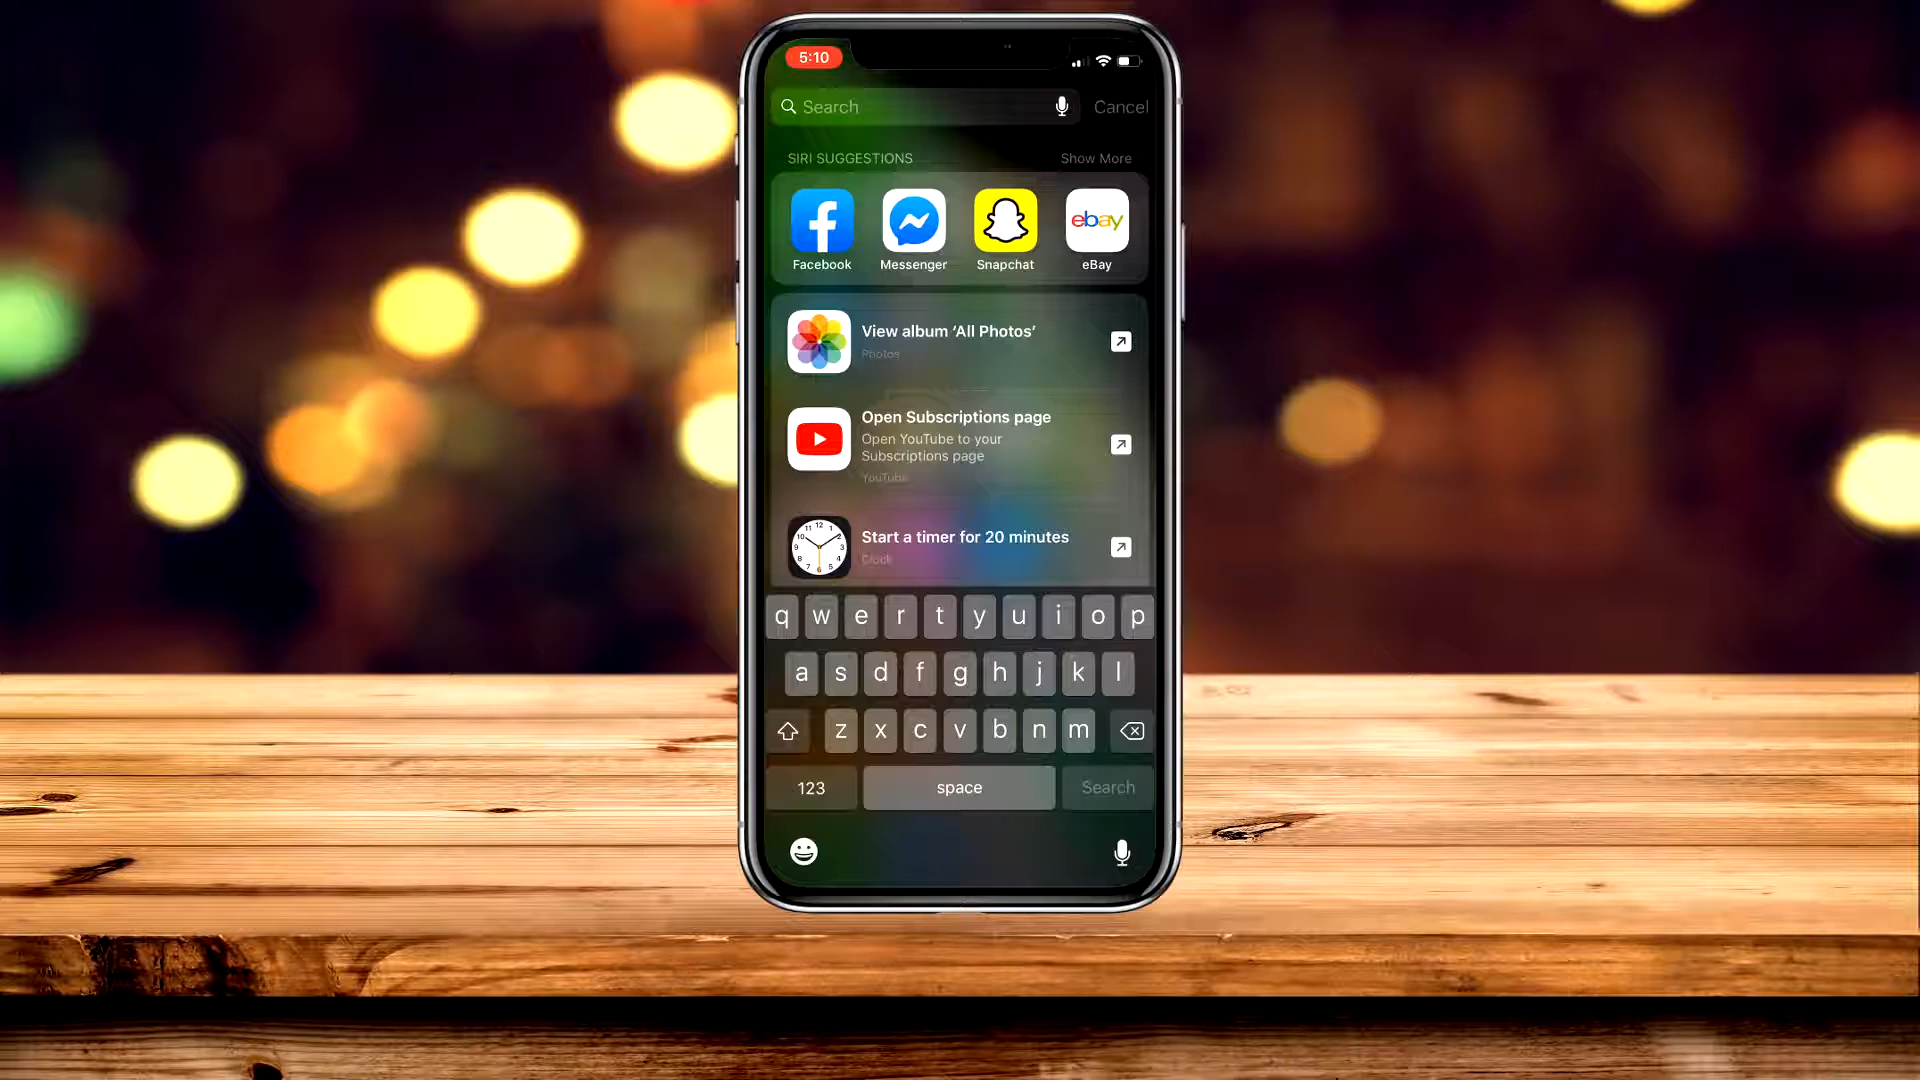 5:10
Search
Cancel
SIRI SUGGESTIONS
Show More
ebay
Facebook
Messenger
Snapchat
eBay
View album ‘All Photos’
Photos
Open Subscriptions page
Open YouTube to your
Subscriptions page
YouTube
Start a timer for 20 minutes
Clock
q w e r t y u i o p
a s d f g h j k l
z x c v b n m
123
space
Search